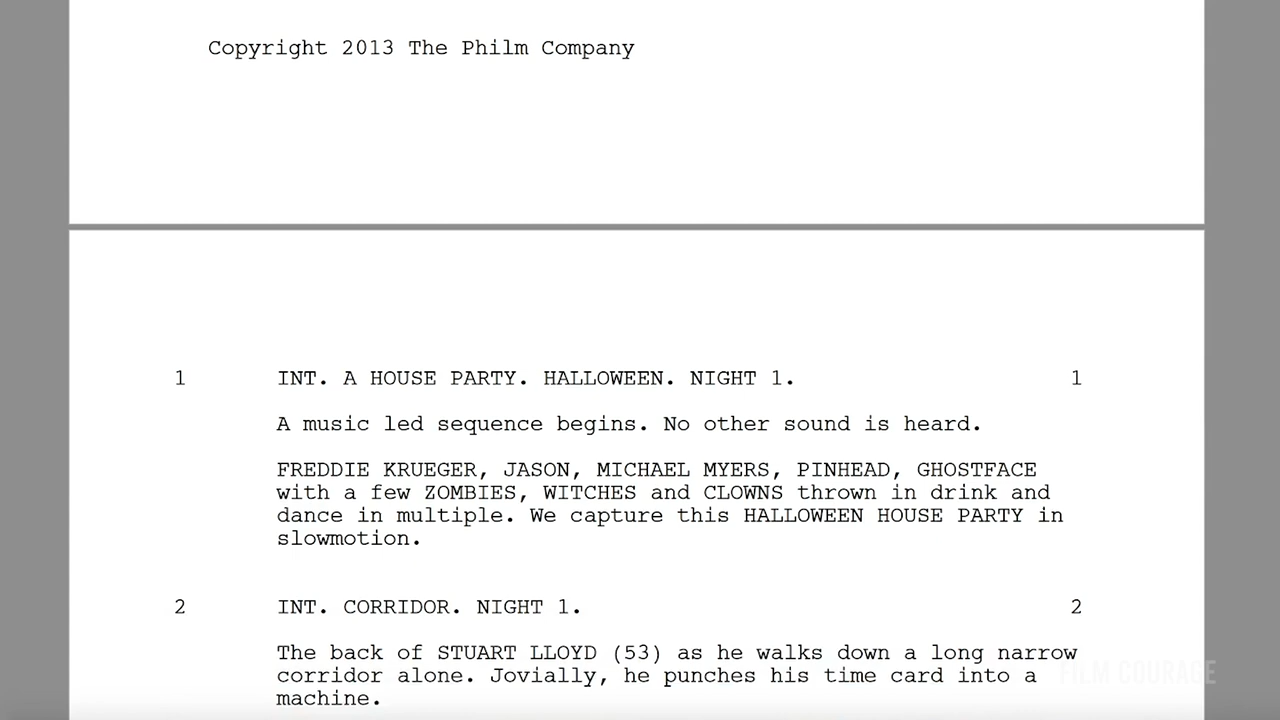 Copyright 2013 The Philm Company
1 INT. A HOUSE PARTY. HALLOWEEN. NIGHT 1. 1
A music led sequence begins. No other sound is heard.
FREDDIE KRUEGER, JASON, MICHAEL MYERS, PINHEAD, GHOSTFACE
with a few ZOMBIES, WITCHES and CLOWNS thrown in drink and
dance in multiple. We capture this HALLOWEEN HOUSE PARTY in
slowmotion.
2 INT. CORRIDOR. NIGHT 1. 2
The back of STUART LLOYD (53) as he walks down a long narrow
corridor alone. Jovially, he punches his time card into a
machine.
FILM COURAGE